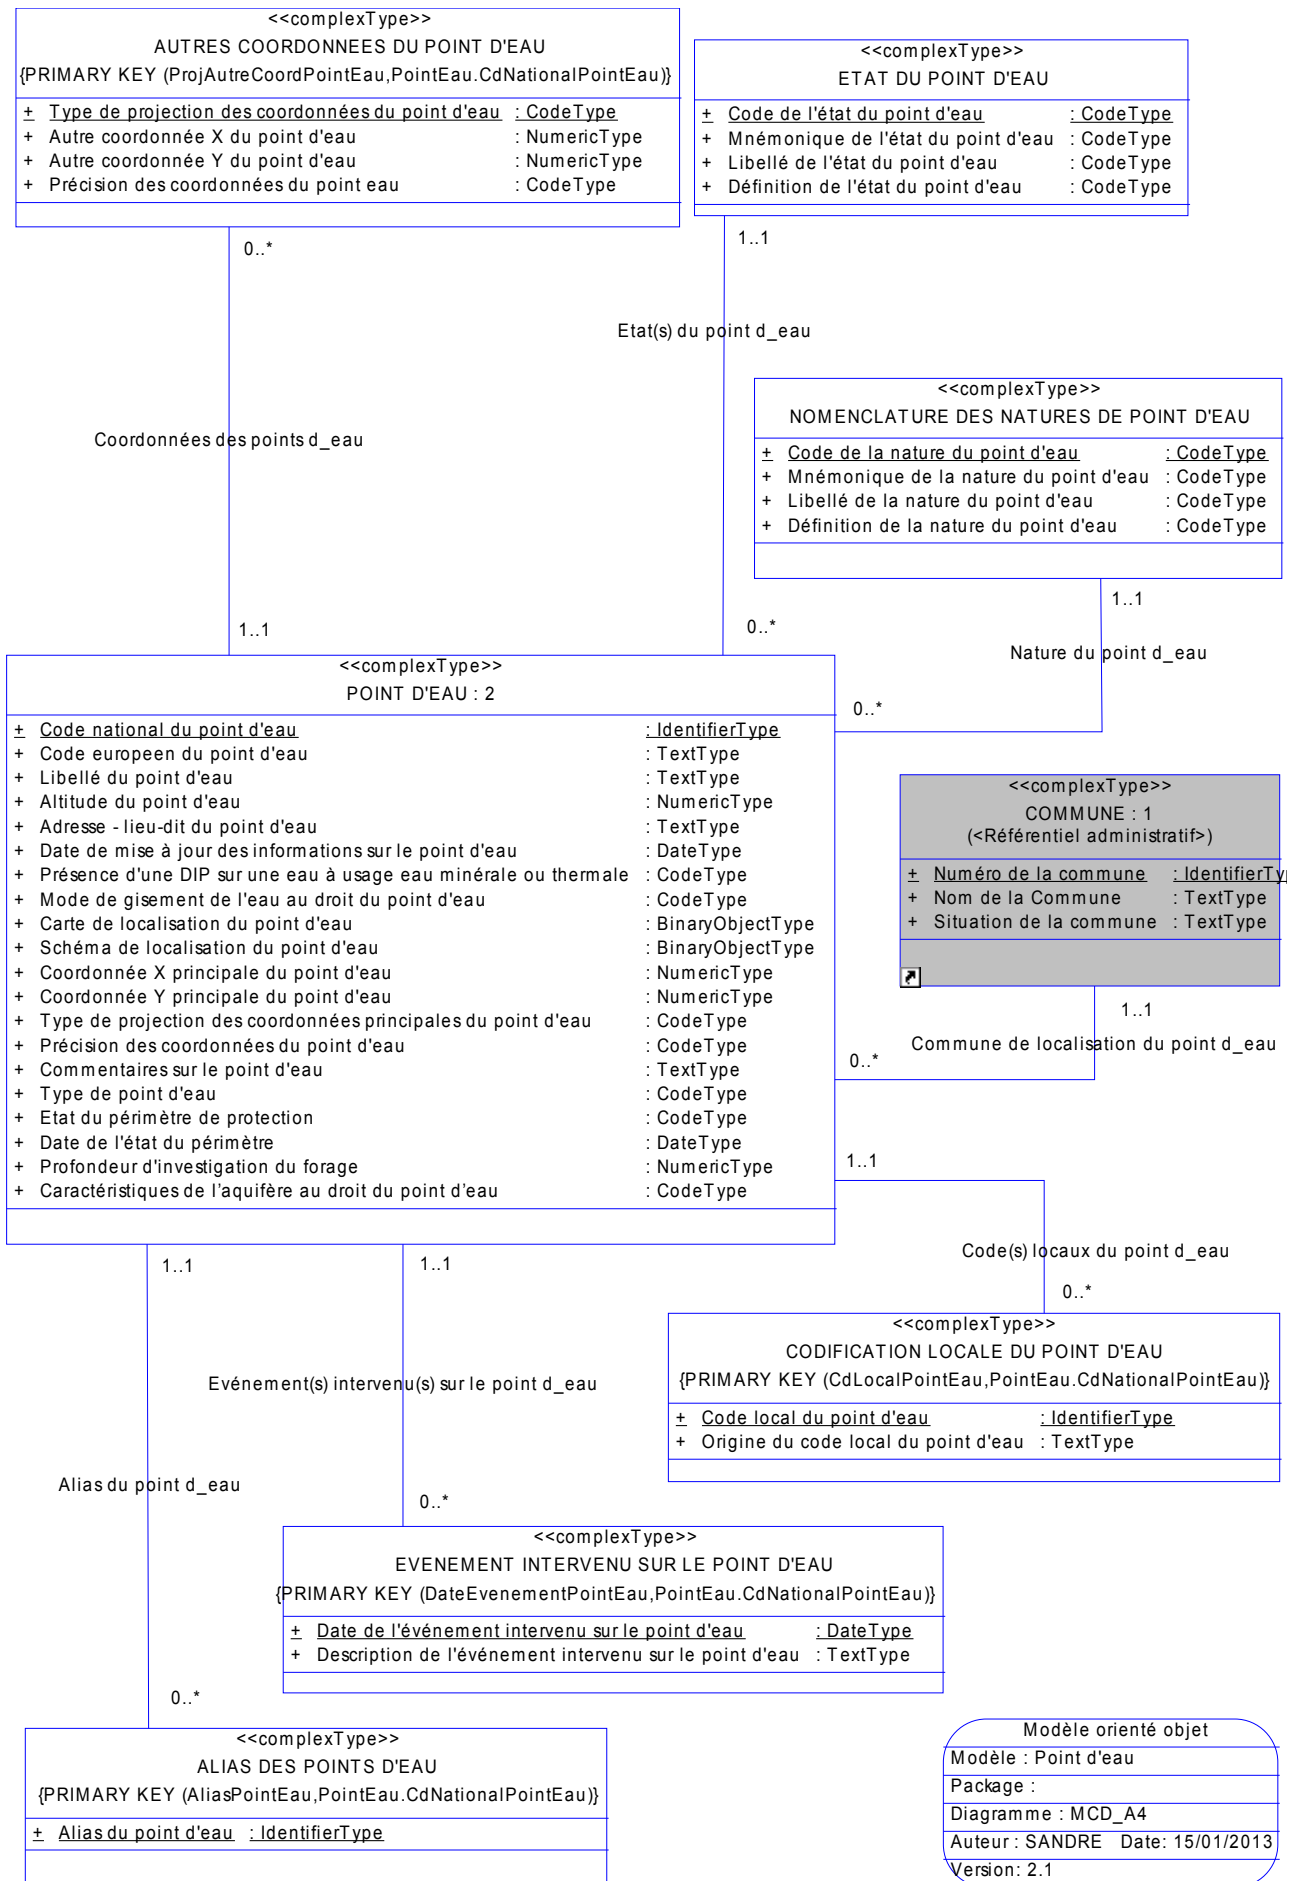 <<complexType>>
AUTRES COORDONNEES DU POINT D'EAU
{PRIMARY KEY (ProjAutreCoordPointEau,PointEau.CdNationalPointEau)}
+ Type de projection des coordonnées du point d'eau : CodeType
+ Autre coordonnée X du point d'eau : NumericType
+ Autre coordonnée Y du point d'eau : NumericType
+ Précision des coordonnées du point eau : CodeType
<<complexType>>
ETAT DU POINT D'EAU
+ Code de l'état du point d'eau : CodeType
+ Mnémonique de l'état du point d'eau : CodeType
+ Libellé de l'état du point d'eau : CodeType
+ Définition de l'état du point d'eau : CodeType
0..*
1..1
Etat(s) du point d_eau
Coordonnées des points d_eau
<<complexType>>
NOMENCLATURE DES NATURES DE POINT D'EAU
+ Code de la nature du point d'eau : CodeType
+ Mnémonique de la nature du point d'eau : CodeType
+ Libellé de la nature du point d'eau : CodeType
+ Définition de la nature du point d'eau : CodeType
1..1
1..1
0..*
Nature du point d_eau
0..*
<<complexType>>
POINT D'EAU : 2
+ Code national du point d'eau : IdentifierType
+ Code europeen du point d'eau : TextType
+ Libellé du point d'eau : TextType
+ Altitude du point d'eau : NumericType
+ Adresse - lieu-dit du point d'eau : TextType
+ Date de mise à jour des informations sur le point d'eau : DateType
+ Présence d'une DIP sur une eau à usage eau minérale ou thermale : CodeType
+ Mode de gisement de l'eau au droit du point d'eau : CodeType
+ Carte de localisation du point d'eau : BinaryObjectType
+ Schéma de localisation du point d'eau : BinaryObjectType
+ Coordonnée X principale du point d'eau : NumericType
+ Coordonnée Y principale du point d'eau : NumericType
+ Type de projection des coordonnées principales du point d'eau : CodeType
+ Précision des coordonnées du point d'eau : CodeType
+ Commentaires sur le point d'eau : TextType
+ Type de point d'eau : CodeType
+ Etat du périmètre de protection : CodeType
+ Date de l'état du périmètre : DateType
+ Profondeur d'investigation du forage : NumericType
+ Caractéristiques de l’aquifère au droit du point d’eau : CodeType
<<complexType>>
COMMUNE : 1
(<Référentiel administratif>)
+ Numéro de la commune : IdentifierTy
+ Nom de la Commune : TextType
+ Situation de la commune : TextType
1..1
Commune de localisation du point d_eau
0..*
1..1
Code(s) locaux du point d_eau
0..*
<<complexType>>
CODIFICATION LOCALE DU POINT D'EAU
{PRIMARY KEY (CdLocalPointEau,PointEau.CdNationalPointEau)}
+ Code local du point d'eau : IdentifierType
+ Origine du code local du point d'eau : TextType
1..1
1..1
Evénement(s) intervenu(s) sur le point d_eau
Alias du point d_eau
0..*
<<complexType>>
EVENEMENT INTERVENU SUR LE POINT D'EAU
{PRIMARY KEY (DateEvenementPointEau,PointEau.CdNationalPointEau)}
+ Date de l'événement intervenu sur le point d'eau : DateType
+ Description de l'événement intervenu sur le point d'eau : TextType
0..*
<<complexType>>
ALIAS DES POINTS D'EAU
{PRIMARY KEY (AliasPointEau,PointEau.CdNationalPointEau)}
+ Alias du point d'eau : IdentifierType
Modèle orienté objet
Modèle : Point d'eau
Package :
Diagramme : MCD_A4
Auteur : SANDRE Date: 15/01/2013
Version: 2.1